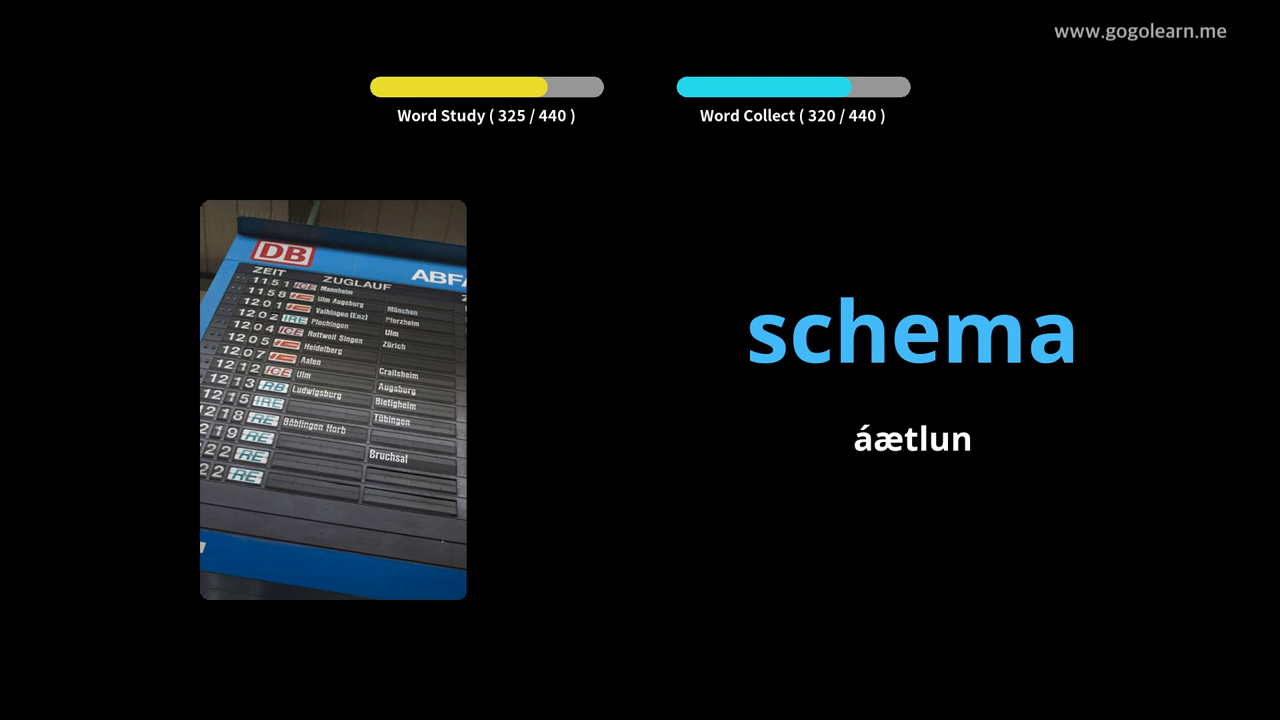 www.gogolearn.me
Word Study ( 325 / 440 )
Word Collect ( 320 / 440 )
DB
ABFA
ZEIT ZUGLAUF
1151 ICE Mannheim
1158 Ulm Augsburg München
1201 Vaihingen (Enz) Pforzheim
1202 IRE Plochingen Ulm
1204 ICE Rottweil Singen Zürich
1205 Heidelberg
1207 Aalen Crailsheim
1212 ICE Ulm Augsburg
1213 RB Ludwigsburg Bietigheim
1215 IRE Tübingen
1218 RE Böblingen Horb
219 RE
22 RE Bruchsal
22 RE
schema
áætlun